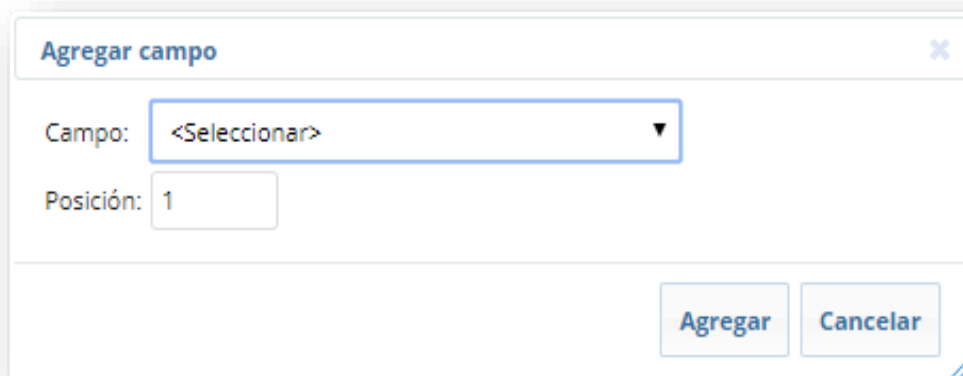 Agregar campo
Campo: <Seleccionar>
Posición: 1
Agregar Cancelar